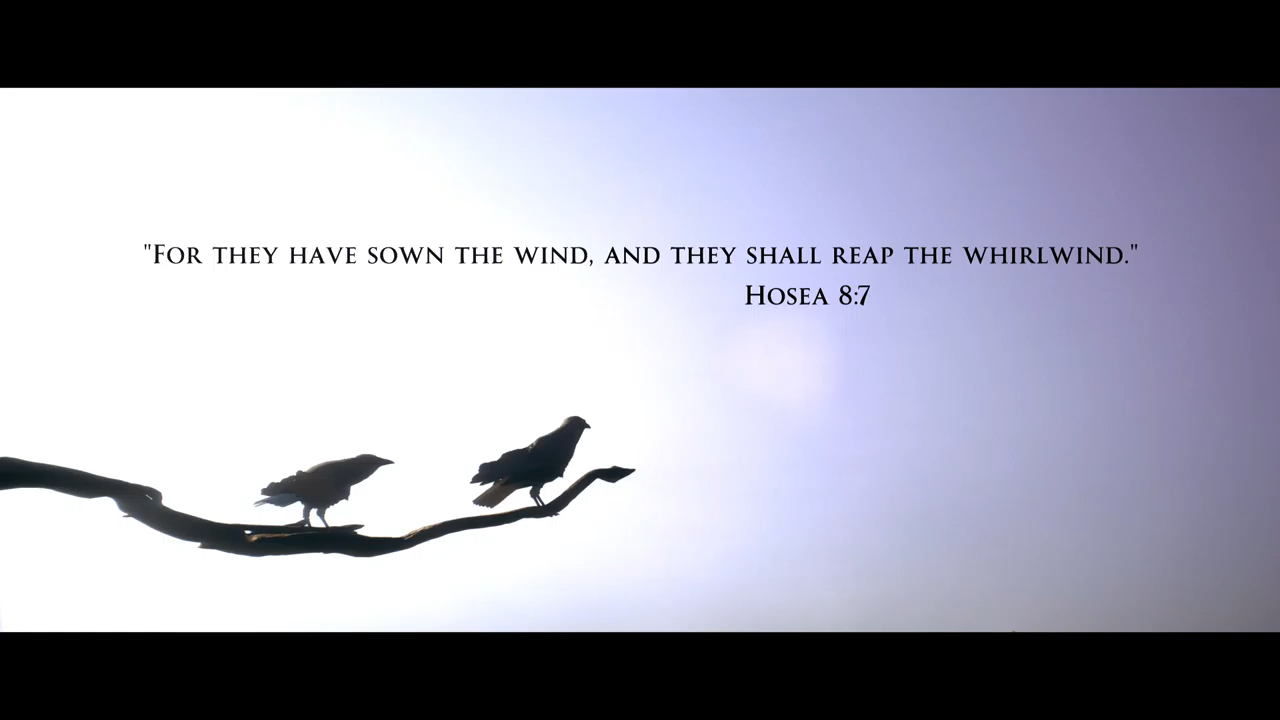 "For they have sown the wind, and they shall reap the whirlwind."
Hosea 8:7